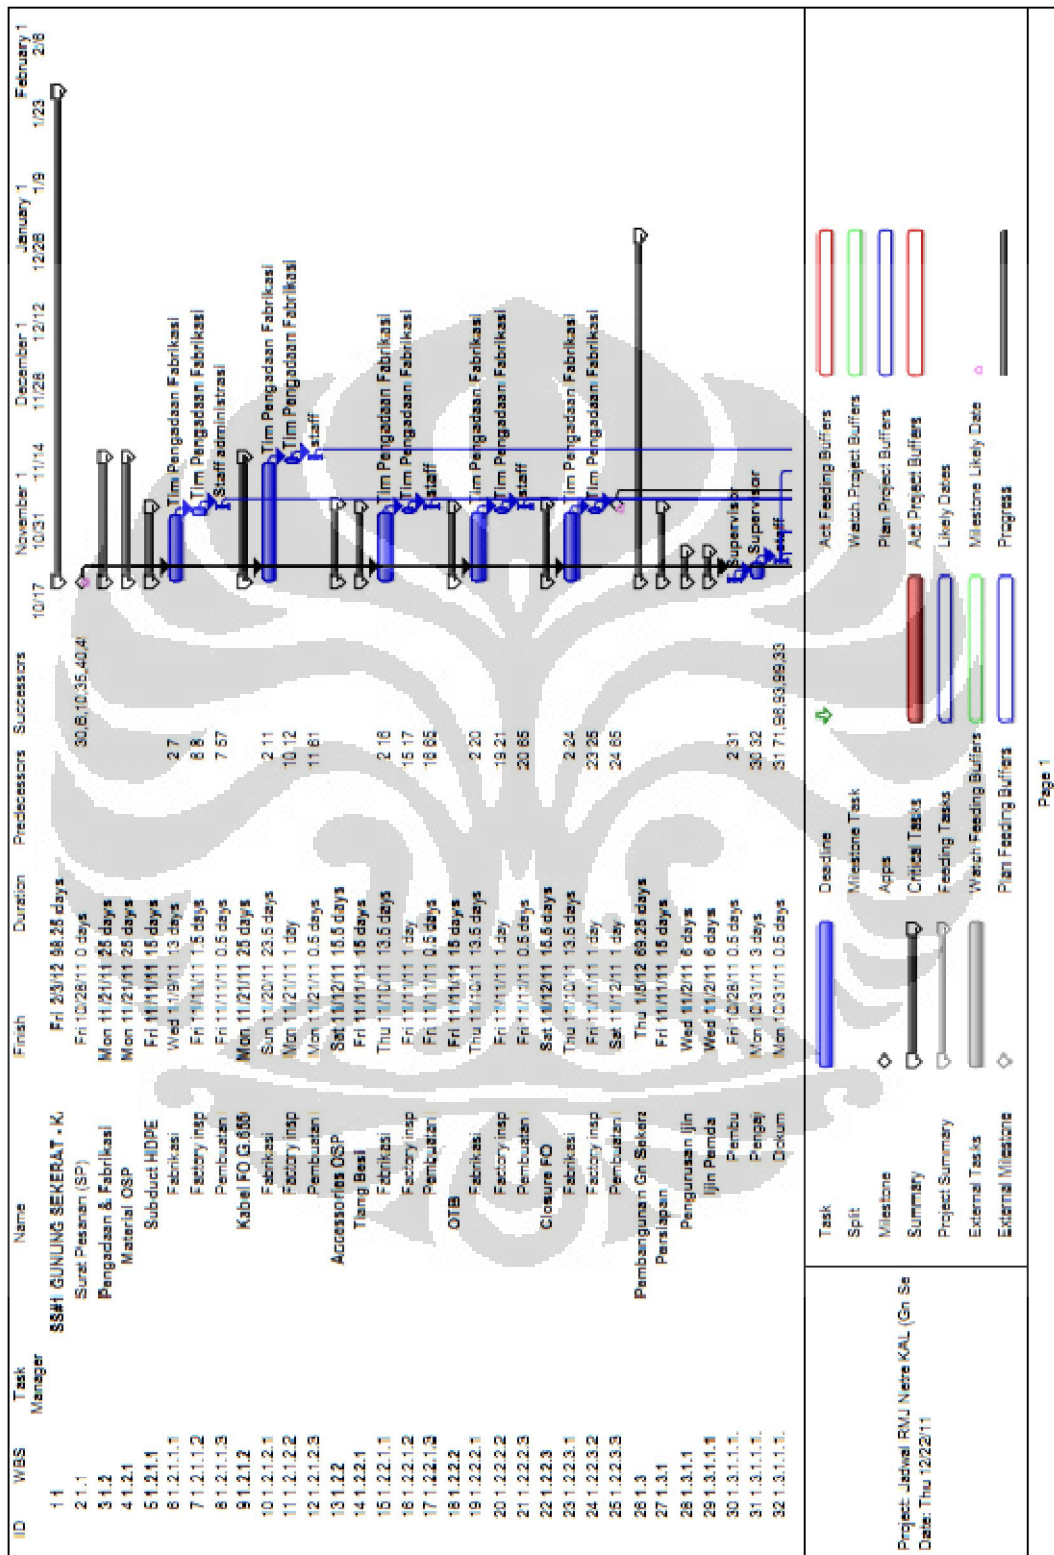 ID WBS Task Manager Name Finish Duration Predecessors Successors
November 1 December 1 January 1 February 1
10/17 10/31 11/14 11/28 12/12 12/26 1/9 1/23 2/6
1 1 SS#1 GUNUNG SEKERAT - K Fri 2/3/12 98.25 days
2 1.1 Surat Pesanan (SP) Fri 10/28/11 0 days 30,6,10,35,40,4
3 1.2 Pengadaan & Fabrikasi Mon 11/21/11 25 days
4 1.2.1 Material OSP Mon 11/21/11 25 days
5 1.2.1.1 Subduct HDPE Fri 11/11/11 15 days
6 1.2.1.1.1 Fabrikasi Wed 11/9/11 13 days 2 7 Tim Pengadaan Fabrikasi
7 1.2.1.1.2 Factory insp Fri 11/11/11 1.5 days 6 8 Tim Pengadaan Fabrikasi
8 1.2.1.1.3 Pembuatan Fri 11/11/11 0.5 days 7 57 Staff administrasi
9 1.2.1.2 Kabel FO (G.655 Mon 11/21/11 25 days
10 1.2.1.2.1 Fabrikasi Sun 11/20/11 23.5 days 2 11 Tim Pengadaan Fabrikasi
11 1.2.1.2.2 Factory insp Mon 11/21/11 1 day 10 12 Tim Pengadaan Fabrikasi
12 1.2.1.2.3 Pembuatan Mon 11/21/11 0.5 days 11 61 staff
13 1.2.2 Accessories OSP Sat 11/12/11 15.5 days
14 1.2.2.1 Tiang Besi Fri 11/11/11 15 days
15 1.2.2.1.1 Fabrikasi Thu 11/10/11 13.5 days 2 16 Tim Pengadaan Fabrikasi
16 1.2.2.1.2 Factory insp Fri 11/11/11 1 day 15 17 Tim Pengadaan Fabrikasi
17 1.2.2.1.3 Pembuatan Fri 11/11/11 0.5 days 16 65 staff
18 1.2.2.2 OTB Fri 11/11/11 15 days
19 1.2.2.2.1 Fabrikasi Thu 11/10/11 13.5 days 2 20 Tim Pengadaan Fabrikasi
20 1.2.2.2.2 Factory insp Fri 11/11/11 1 day 19 21 Tim Pengadaan Fabrikasi
21 1.2.2.2.3 Pembuatan Fri 11/11/11 0.5 days 20 65 staff
22 1.2.2.3 Closure FO Sat 11/12/11 15.5 days
23 1.2.2.3.1 Fabrikasi Thu 11/10/11 13.5 days 2 24 Tim Pengadaan Fabrikasi
24 1.2.2.3.2 Factory insp Fri 11/11/11 1 day 23 25 Tim Pengadaan Fabrikasi
25 1.2.2.3.3 Pembuatan Sat 11/12/11 1 day 24 65
26 1.3 Pembangunan Gn Sekera Thu 1/5/12 69.25 days
27 1.3.1 Persiapan Fri 11/11/11 15 days
28 1.3.1.1 Pengurusan Ijin Wed 11/2/11 6 days
29 1.3.1.1.1 Ijin Pemda Wed 11/2/11 6 days
30 1.3.1.1.1. Pembu Fri 10/28/11 0.5 days 2 31 Supervisor
31 1.3.1.1.1. Pengaj Mon 10/31/11 3 days 30 32 Supervisor
32 1.3.1.1.1. Dokum Mon 10/31/11 0.5 days 31 71,96,93,99,33 staff
Project: Jadwal RMJ Netre KAL (Gn Se
Date: Thu 12/22/11
Task
Split
Milestone
Summary
Project Summary
External Tasks
External Milestone
Deadline
Milestone Task
Apps
Critical Tasks
Feeding Tasks
Watch Feeding Buffers
Plan Feeding Buffers
Act Feeding Buffers
Watch Project Buffers
Plan Project Buffers
Act Project Buffers
Likely Dates
Milestone Likely Date
Progress
Page 1